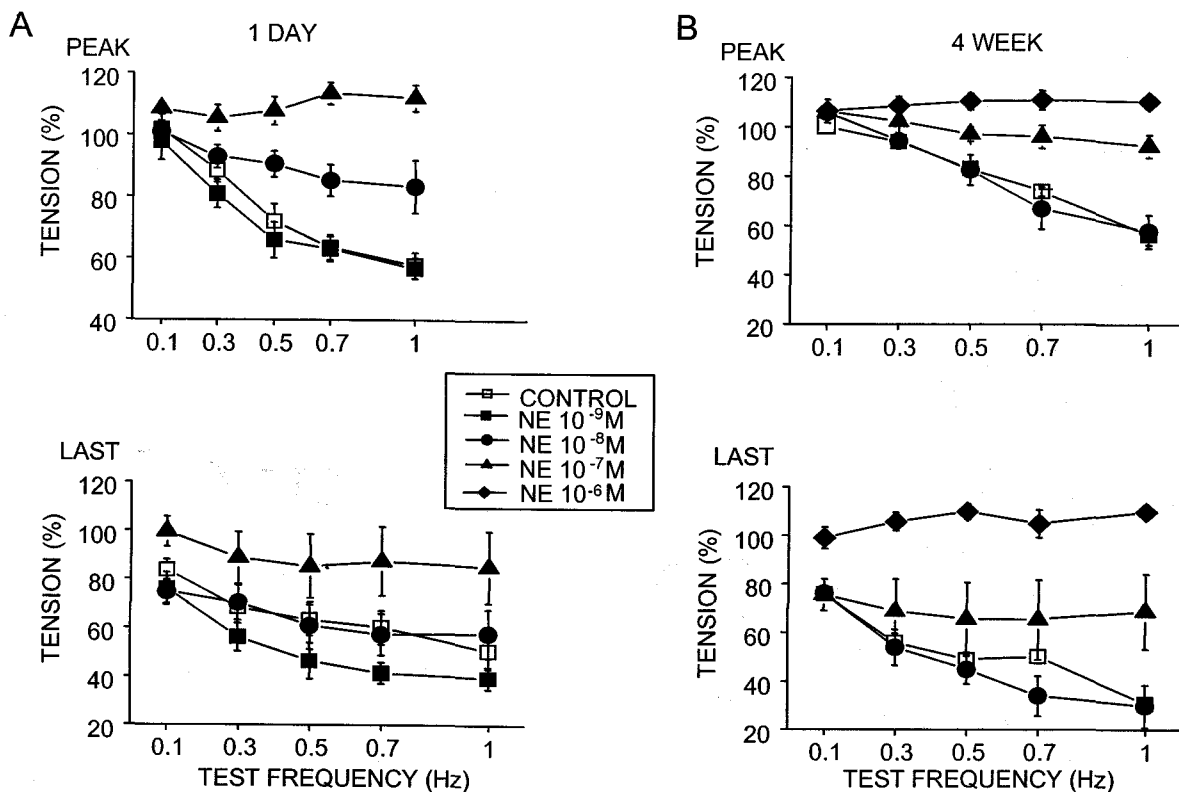 A
1 DAY
PEAK
120
100
80
60
40
TENSION (%)
0.1 0.3 0.5 0.7 1
B
4 WEEK
PEAK
120
100
80
60
40
20
TENSION (%)
0.1 0.3 0.5 0.7 1
CONTROL
NE 10⁻⁹M
NE 10⁻⁸M
NE 10⁻⁷M
NE 10⁻⁶M
LAST
120
100
80
60
40
20
TENSION (%)
0.1 0.3 0.5 0.7 1
TEST FREQUENCY (Hz)
LAST
120
100
80
60
40
20
TENSION (%)
0.1 0.3 0.5 0.7 1
TEST FREQUENCY (Hz)